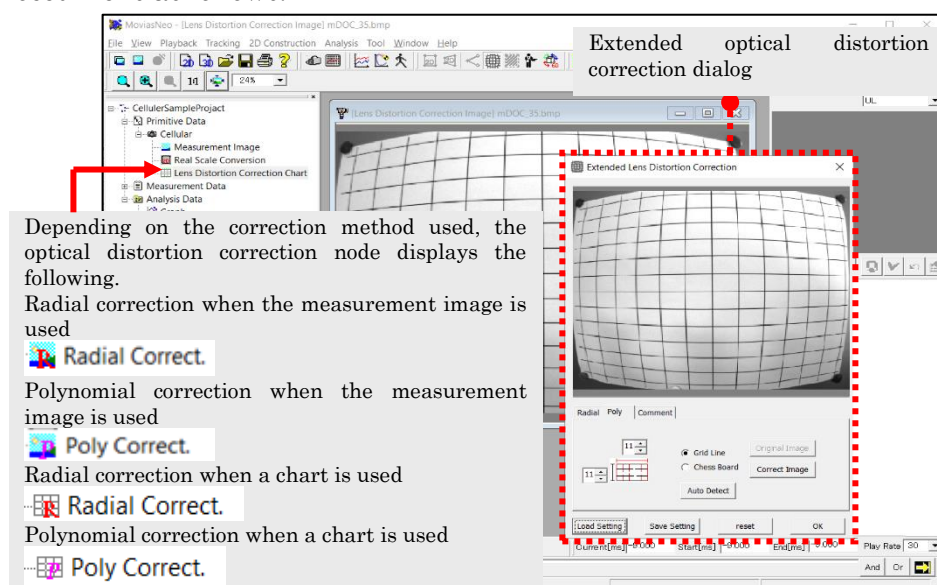 MoviasNeo - [Lens Distortion Correction Image] mDOC_35.bmp
File View Playback Tracking 2D Construction Analysis Tool Window Help
Extended optical distortion
correction dialog
24%
UL
CellulerSampleProjact
Primitive Data
Cellular
Measurement Image
Real Scale Conversion
Lens Distortion Correction Chart
Measurement Data
Analysis Data
[Lens Distortion Correction Image] mDOC_35.bmp
Extended Lens Distortion Correction
Depending on the correction method used, the
optical distortion correction node displays the
following.
Radial correction when the measurement image is
used
Radial Correct.
Polynomial correction when the measurement
image is used
Poly Correct.
Radial correction when a chart is used
Radial Correct.
Polynomial correction when a chart is used
Poly Correct.
Radial Poly Comment
11
11
Grid Line
Chess Board
Auto Detect
Original Image
Correct Image
Load Setting Save Setting reset OK
Current[ms] Start[ms] End[ms] Play Rate 30
And Or